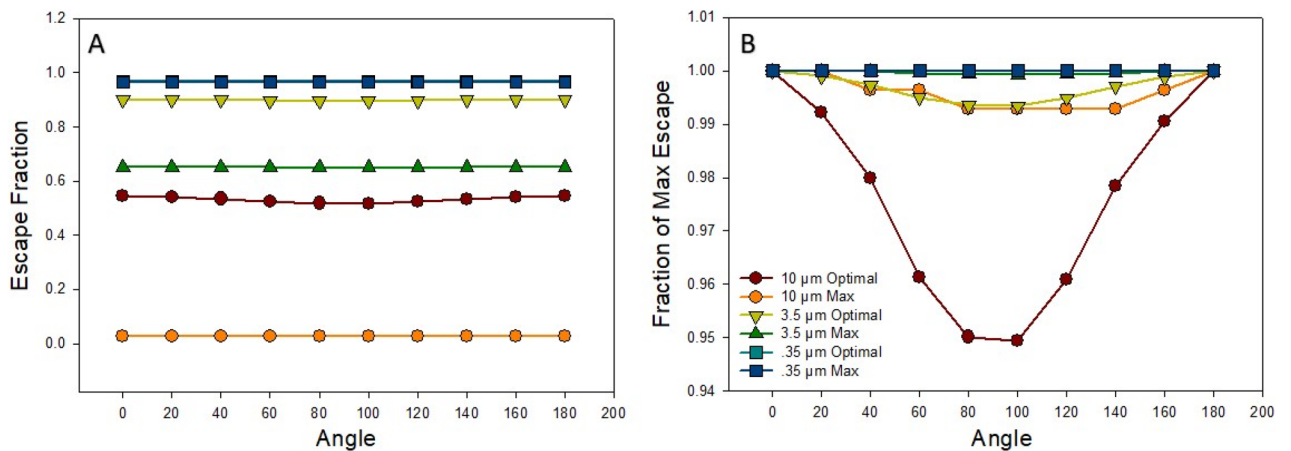 A
Escape Fraction
1.2
1.0
0.8
0.6
0.4
0.2
0.0
0 20 40 60 80 100 120 140 160 180 200
Angle
B
Fraction of Max Escape
1.01
1.00
0.99
0.98
0.97
0.96
0.95
0.94
10 µm Optimal
10 µm Max
3.5 µm Optimal
3.5 µm Max
.35 µm Optimal
.35 µm Max
0 20 40 60 80 100 120 140 160 180 200
Angle